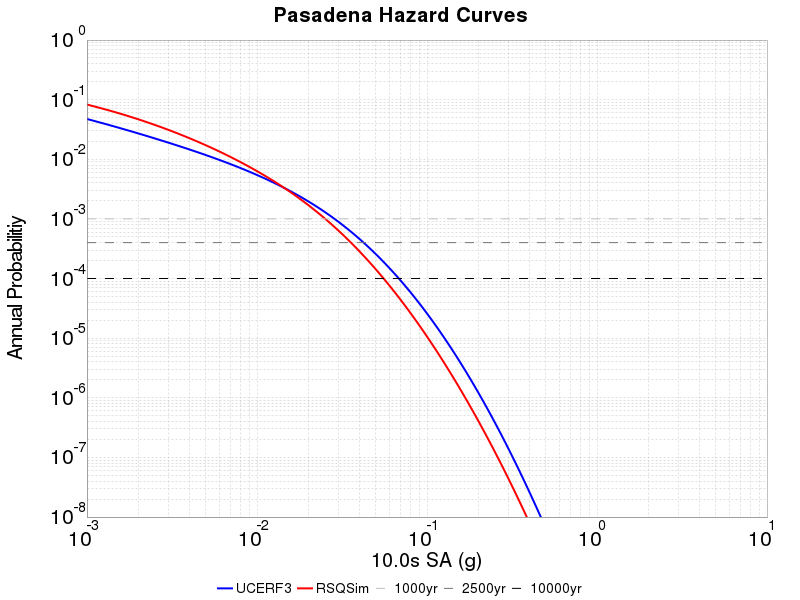 Pasadena Hazard Curves
10^0
10^-1
10^-2
10^-3
10^-4
10^-5
10^-6
10^-7
10^-8
Annual Probability
10^-3 10^-2 10^-1 10^0 10^1
10.0s SA (g)
UCERF3 RSQSim 1000yr 2500yr 10000yr